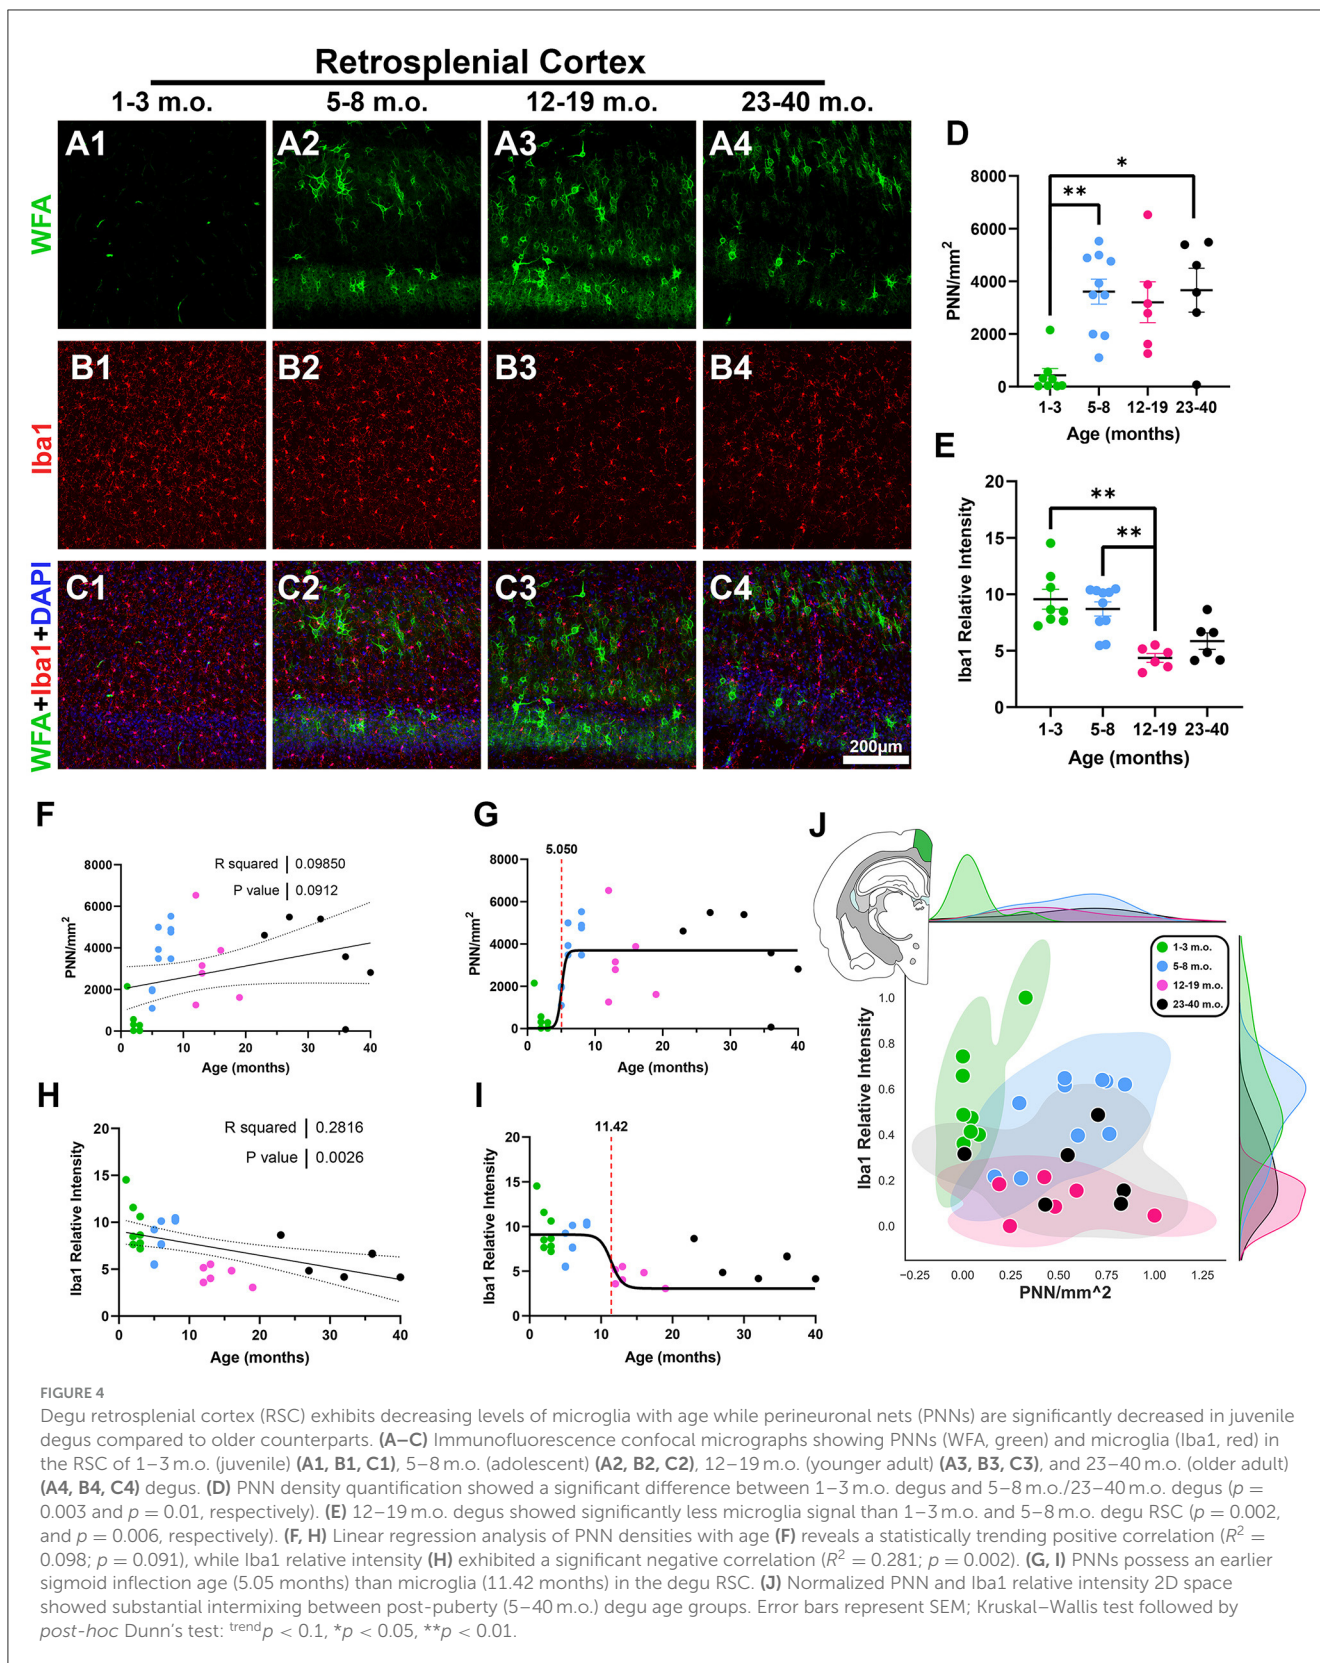 Retrosplenial Cortex
1-3 m.o. 5-8 m.o. 12-19 m.o. 23-40 m.o.
WFA
A1 A2 A3 A4
Iba1
B1 B2 B3 B4
WFA+Iba1+DAPI
C1 C2 C3 C4
200μm
D
PNN/mm2
8000
6000
4000
2000
0
** *
1-3 5-8 12-19 23-40
Age (months)
E
Iba1 Relative Intensity
20
15
10
5
0
** **
1-3 5-8 12-19 23-40
Age (months)
F
R squared 0.09850
P value 0.0912
PNN/mm2
8000
6000
4000
2000
0
0 10 20 30 40
Age (months)
G
5.050
PNN/mm2
8000
6000
4000
2000
0
0 10 20 30 40
Age (months)
H
R squared 0.2816
P value 0.0026
Iba1 Relative Intensity
20
15
10
5
0
0 10 20 30 40
Age (months)
I
11.42
Iba1 Relative Intensity
20
15
10
5
0
0 10 20 30 40
Age (months)
J
1-3 m.o.
5-8 m.o.
12-19 m.o.
23-40 m.o.
Iba1 Relative Intensity
1.0
0.8
0.6
0.4
0.2
0.0
−0.25 0.00 0.25 0.50 0.75 1.00 1.25
PNN/mm^2
FIGURE 4
Degu retrosplenial cortex (RSC) exhibits decreasing levels of microglia with age while perineuronal nets (PNNs) are significantly decreased in juvenile
degus compared to older counterparts. (A–C) Immunofluorescence confocal micrographs showing PNNs (WFA, green) and microglia (Iba1, red) in
the RSC of 1–3 m.o. (juvenile) (A1, B1, C1), 5–8 m.o. (adolescent) (A2, B2, C2), 12–19 m.o. (younger adult) (A3, B3, C3), and 23–40 m.o. (older adult)
(A4, B4, C4) degus. (D) PNN density quantification showed a significant difference between 1–3 m.o. degus and 5–8 m.o./23–40 m.o. degus (p =
0.003 and p = 0.01, respectively). (E) 12–19 m.o. degus showed significantly less microglia signal than 1–3 m.o. and 5–8 m.o. degu RSC (p = 0.002,
and p = 0.006, respectively). (F, H) Linear regression analysis of PNN densities with age (F) reveals a statistically trending positive correlation (R2 =
0.098; p = 0.091), while Iba1 relative intensity (H) exhibited a significant negative correlation (R2 = 0.281; p = 0.002). (G, I) PNNs possess an earlier
sigmoid inflection age (5.05 months) than microglia (11.42 months) in the degu RSC. (J) Normalized PNN and Iba1 relative intensity 2D space
showed substantial intermixing between post-puberty (5–40 m.o.) degu age groups. Error bars represent SEM; Kruskal–Wallis test followed by
post-hoc Dunn's test: trendp < 0.1, *p < 0.05, **p < 0.01.